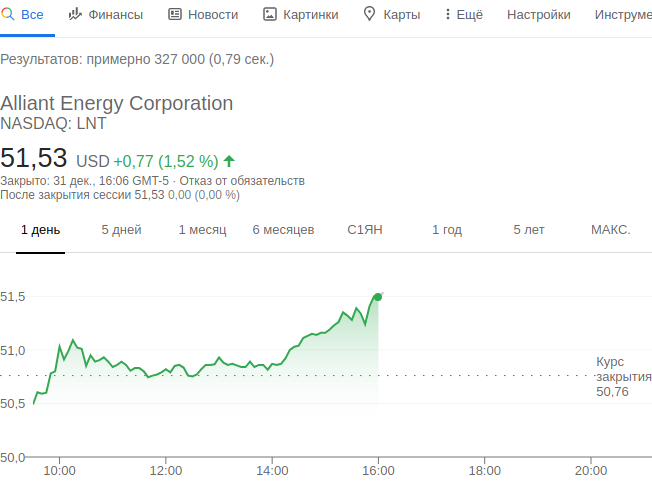 Все Финансы Новости Картинки Карты Ещё Настройки Инструме
Результатов: примерно 327 000 (0,79 сек.)
Alliant Energy Corporation
NASDAQ: LNT
51,53 USD +0,77 (1,52 %)
Закрыто: 31 дек., 16:06 GMT-5 · Отказ от обязательств
После закрытия сессии 51,53 0,00 (0,00 %)
1 день 5 дней 1 месяц 6 месяцев С1ЯН 1 год 5 лет МАКС.
51,5
51,0
Курс
закрытия
50,76
50,5
50,0
10:00 12:00 14:00 16:00 18:00 20:00